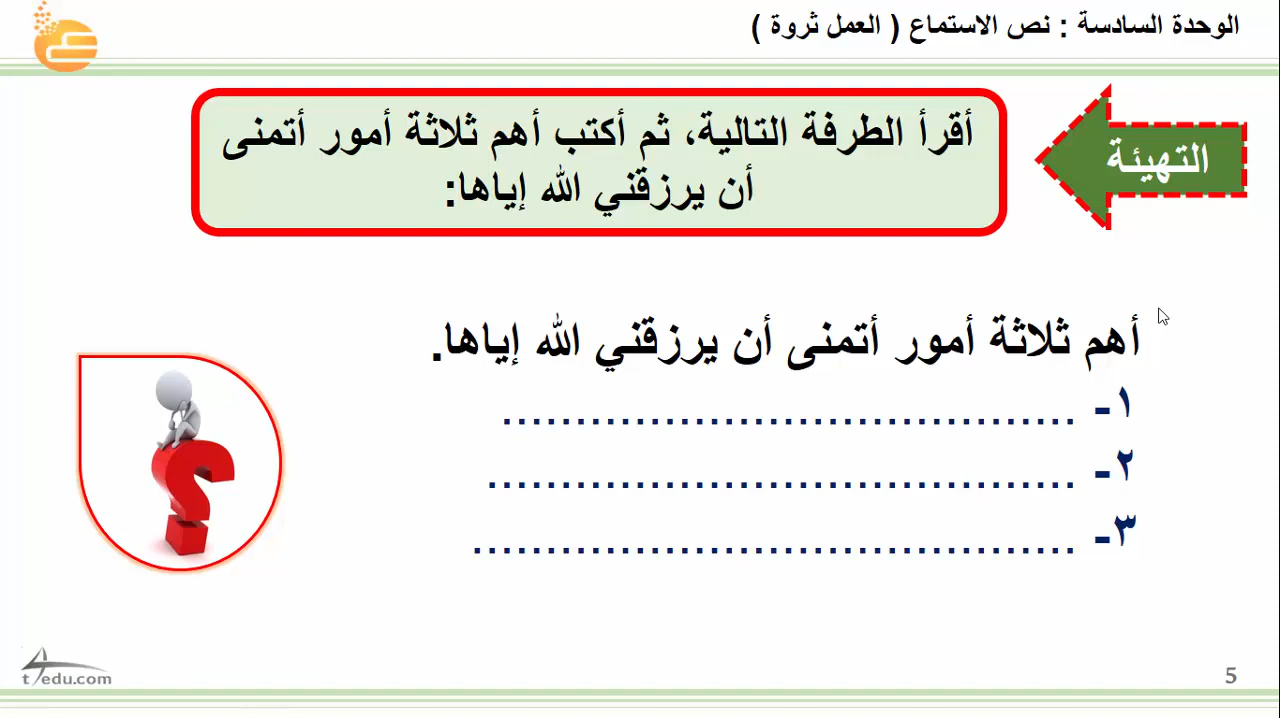 الوحدة السادسة : نص الاستماع ( العمل ثروة )
التهيئة
أقرأ الطرفة التالية، ثم أكتب أهم ثلاثة أمور أتمنى
أن يرزقني الله إياها:
أهم ثلاثة أمور أتمنى أن يرزقني الله إياها.
١- .......................................
٢- ........................................
٣- .........................................
t4edu.com
5